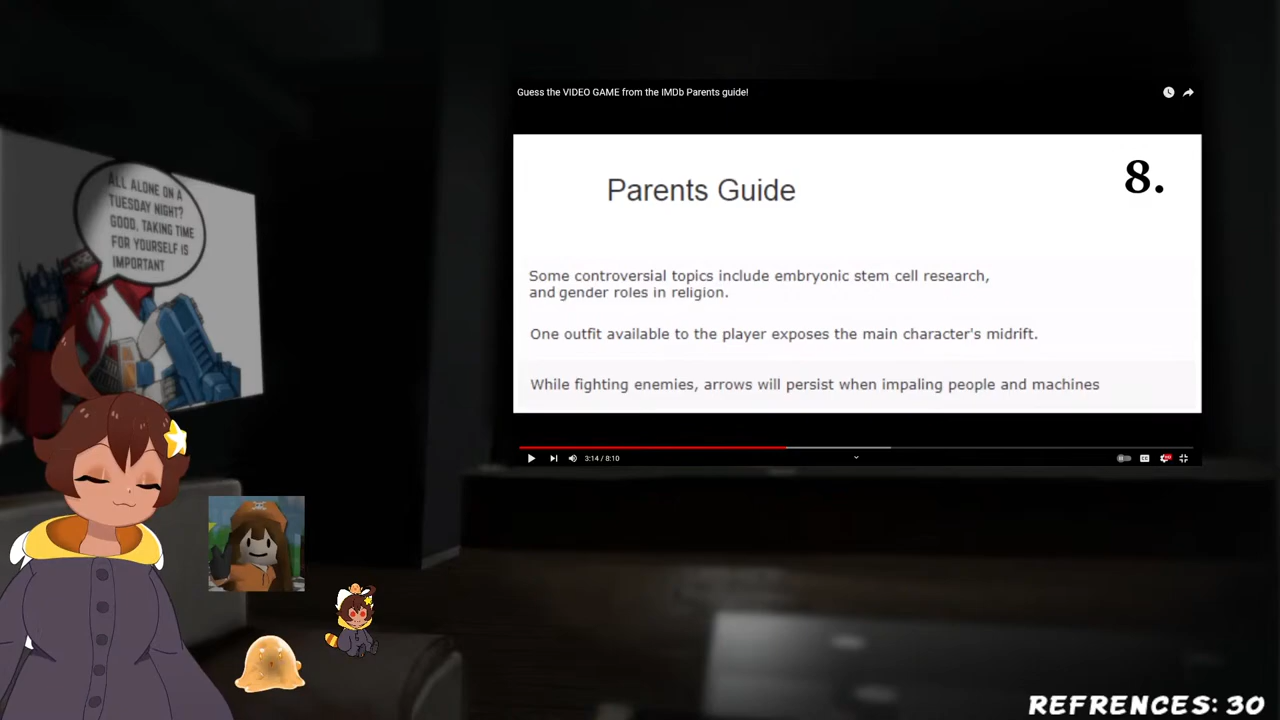 Guess the VIDEO GAME from the IMDb Parents guide!
8.
Parents Guide
Some controversial topics include embryonic stem cell research,
and gender roles in religion.
One outfit available to the player exposes the main character's midrift.
While fighting enemies, arrows will persist when impaling people and machines
3:14 / 8:10
ALL ALONE ON A
TUESDAY NIGHT?
GOOD, TAKING TIME
FOR YOURSELF IS
IMPORTANT
REFRENCES: 30